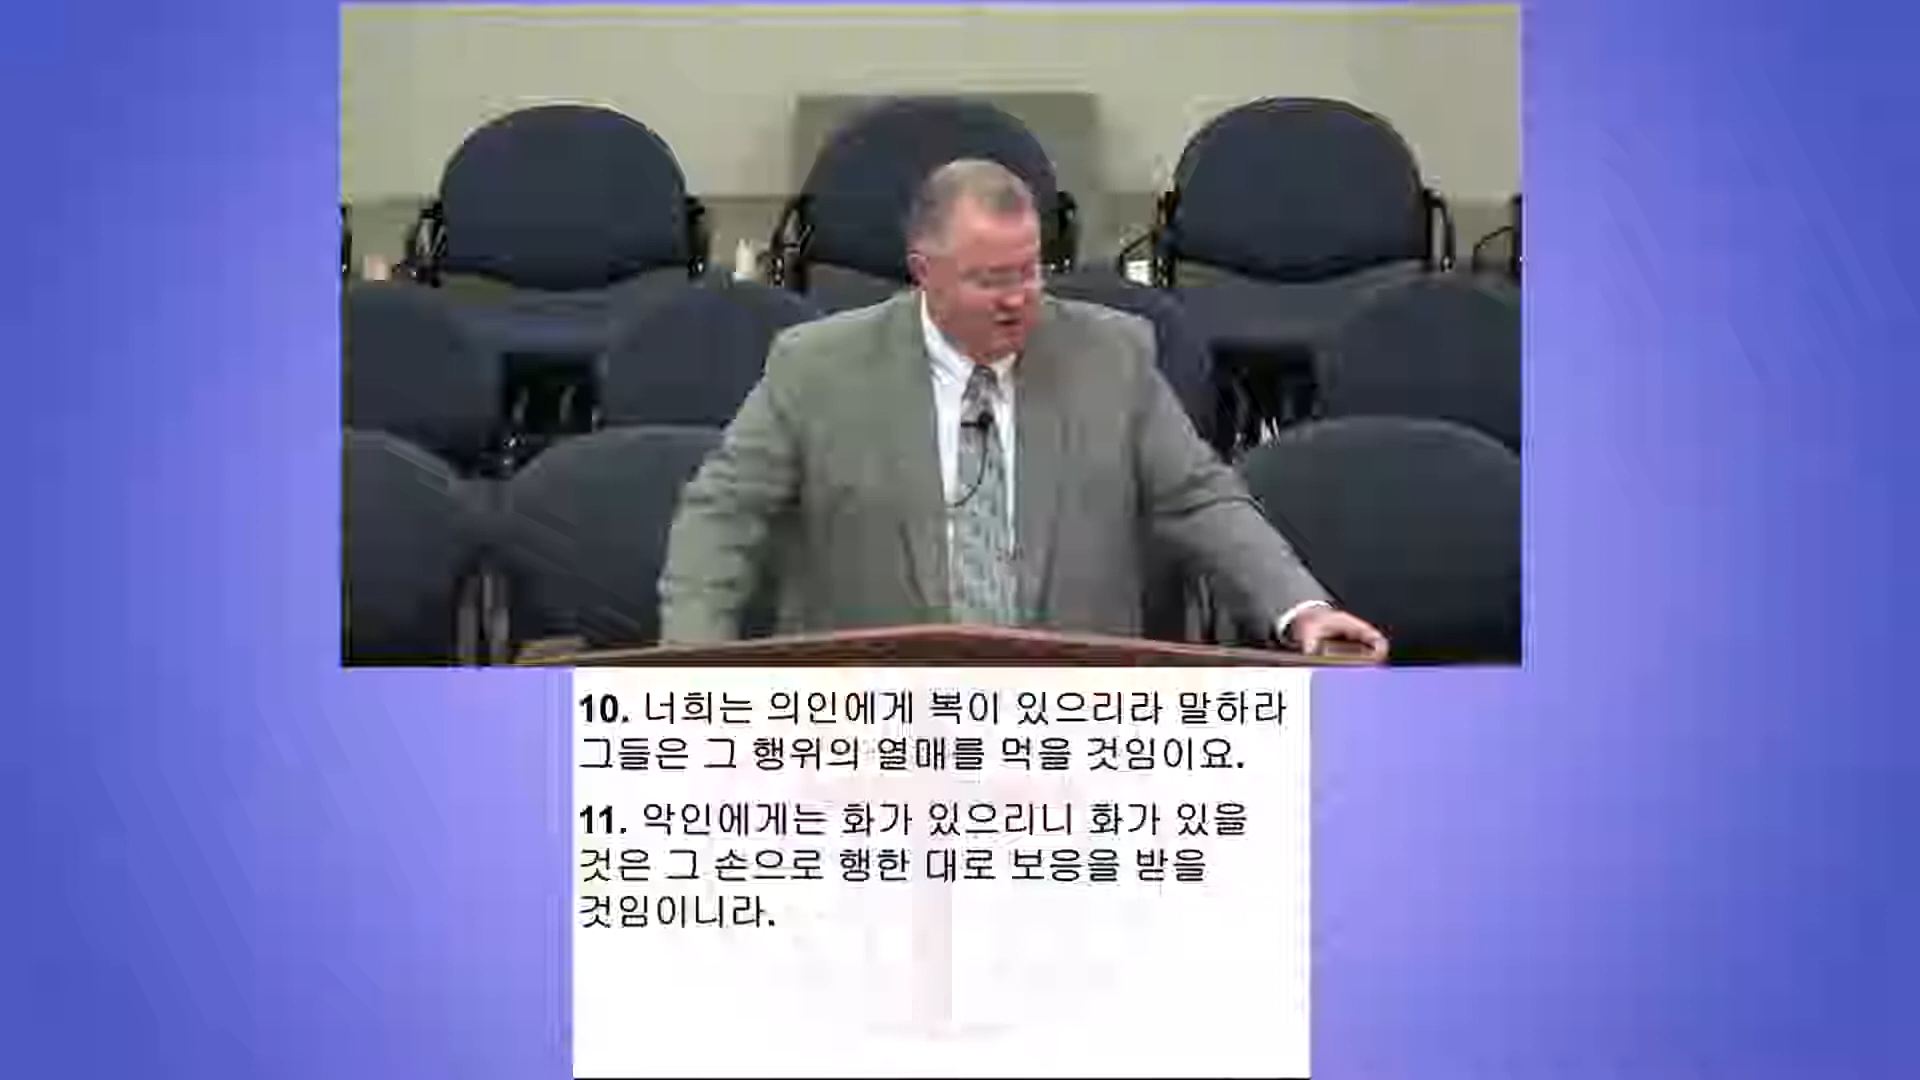 10. 너희는 의인에게 복이 있으리라 말하라
그들은 그 행위의 열매를 먹을 것임이요.
11. 악인에게는 화가 있으리니 화가 있을
것은 그 손으로 행한 대로 보응을 받을
것임이니라.